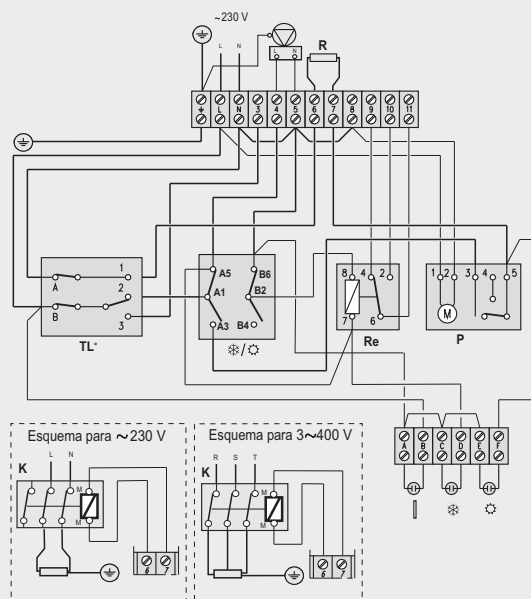 ~230 V
L N
L N
R
L N 3 4 5 6 7 8 9 10 11
A 1
2
B
3
TL°
A5 B6
A1 B2
A3 B4
/
8 4 2
7 6
Re
1 2 3 4 5
M
P
A B C D E F
Esquema para ~230 V
L N
K
M
M
6 7
Esquema para 3~400 V
R S T
K
M
M
6 7